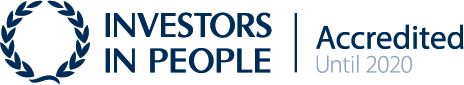 INVESTORS
IN PEOPLE
Accredited
Until 2020